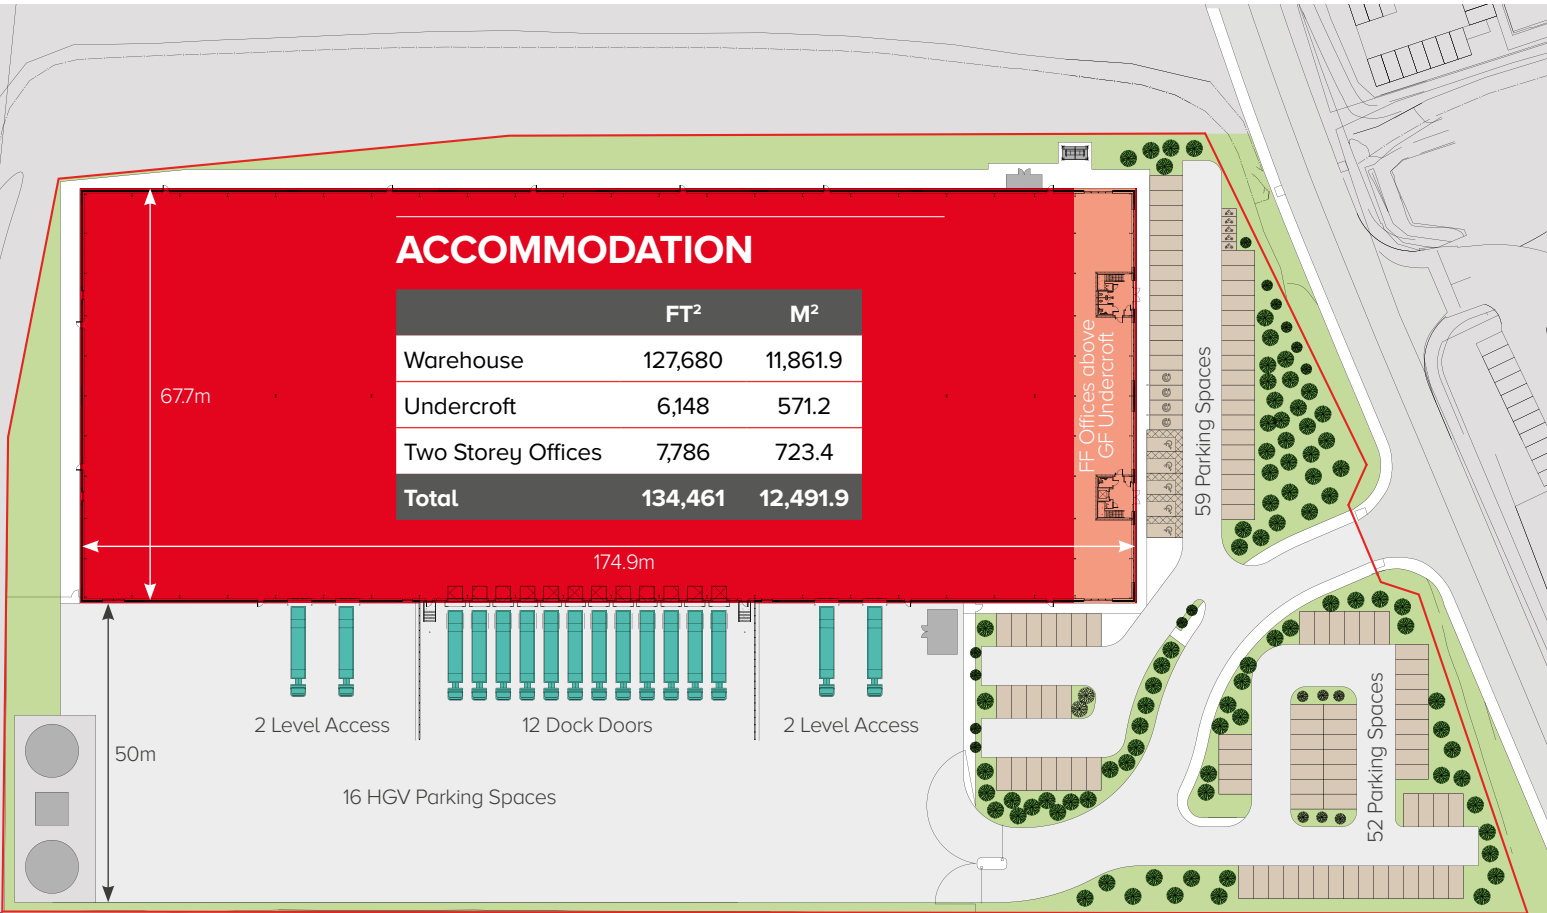 ACCOMMODATION
FT² M²
Warehouse 127,680 11,861.9
Undercroft 6,148 571.2
Two Storey Offices 7,786 723.4
Total 134,461 12,491.9
67.7m
174.9m
FF Offices above
GF Undercroft
59 Parking Spaces
2 Level Access
12 Dock Doors
2 Level Access
50m
16 HGV Parking Spaces
52 Parking Spaces